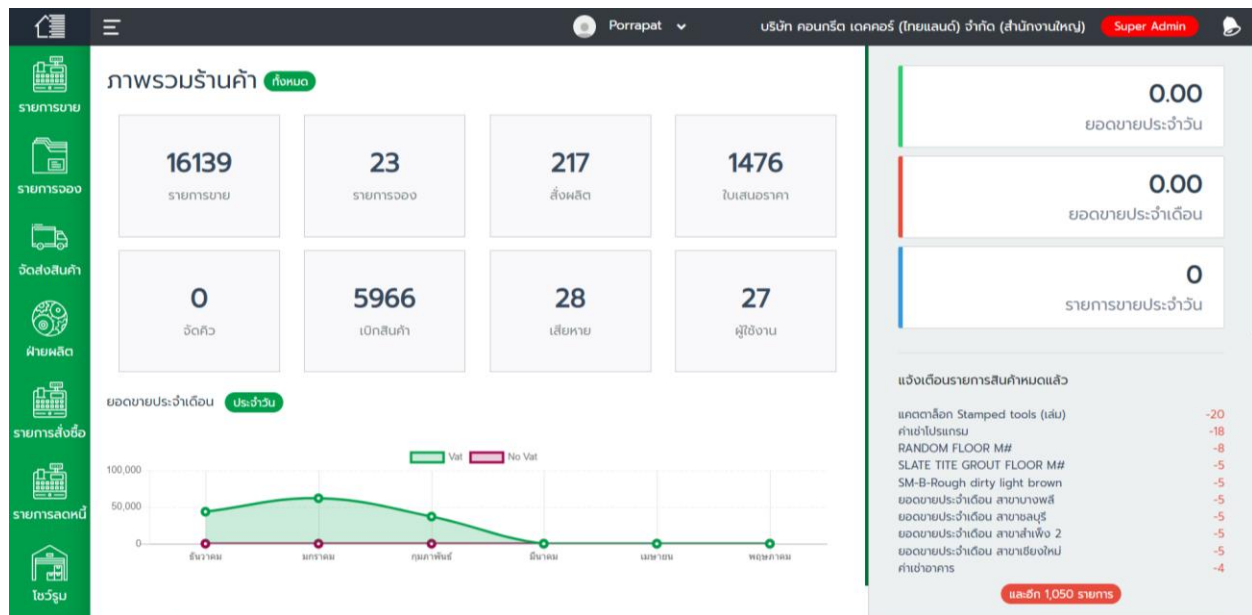 Porrapat
บริษัท คอนกรีต เดคคอร์ (ไทยแลนด์) จำกัด (สำนักงานใหญ่)
Super Admin
รายการขาย
รายการจอง
จัดส่งสินค้า
ฝ่ายผลิต
รายการสั่งซื้อ
รายการลดหนี้
โชว์รูม
ภาพรวมร้านค้า ทั้งหมด
16139
รายการขาย
23
รายการจอง
217
สั่งผลิต
1476
ใบเสนอราคา
0
จัดคิว
5966
เบิกสินค้า
28
เสียหาย
27
ผู้ใช้งาน
ยอดขายประจำเดือน ประจำวัน
Vat No Vat
100,000
50,000
0
ธันวาคม มกราคม กุมภาพันธ์ มีนาคม เมษายน พฤษภาคม
0.00
ยอดขายประจำวัน
0.00
ยอดขายประจำเดือน
0
รายการขายประจำวัน
แจ้งเตือนรายการสินค้าหมดแล้ว
แคตตาล็อก Stamped tools (เล่ม) -20
ค่าเช่าโปรแกรม -18
RANDOM FLOOR M# -8
SLATE TITE GROUT FLOOR M# -5
SM-B-Rough dirty light brown -5
ยอดขายประจำเดือน สาขาบางพลี -5
ยอดขายประจำเดือน สาขาชลบุรี -5
ยอดขายประจำเดือน สาขาสำเพ็ง 2 -5
ยอดขายประจำเดือน สาขาเชียงใหม่ -5
ค่าเช่าอาคาร -4
และอีก 1,050 รายการ